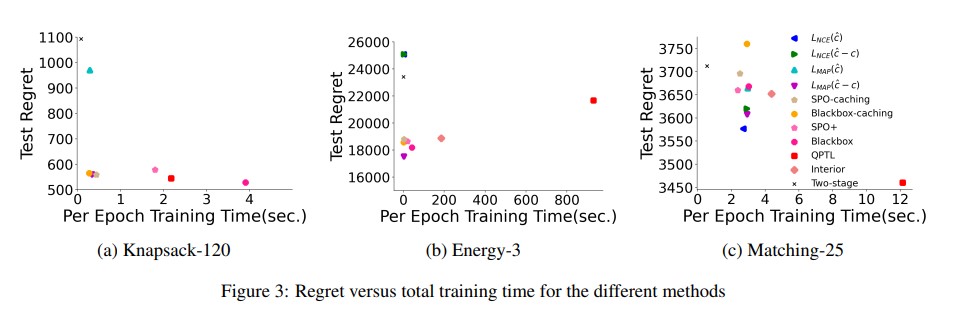 1100
1000
900
800
700
600
500
Test Regret
0 1 2 3 4
Per Epoch Training Time(sec.)
(a) Knapsack-120
26000
24000
22000
20000
18000
16000
Test Regret
0 200 400 600 800
Per Epoch Training Time(sec.)
(b) Energy-3
3750
3700
3650
3600
3550
3500
3450
Test Regret
0 2 4 6 8 10 12
Per Epoch Training Time(sec.)
L_NCE(ĉ)
L_NCE(ĉ − c)
L_MAP(ĉ)
L_MAP(ĉ − c)
SPO-caching
Blackbox-caching
SPO+
Blackbox
QPTL
Interior
Two-stage
(c) Matching-25
Figure 3: Regret versus total training time for the different methods